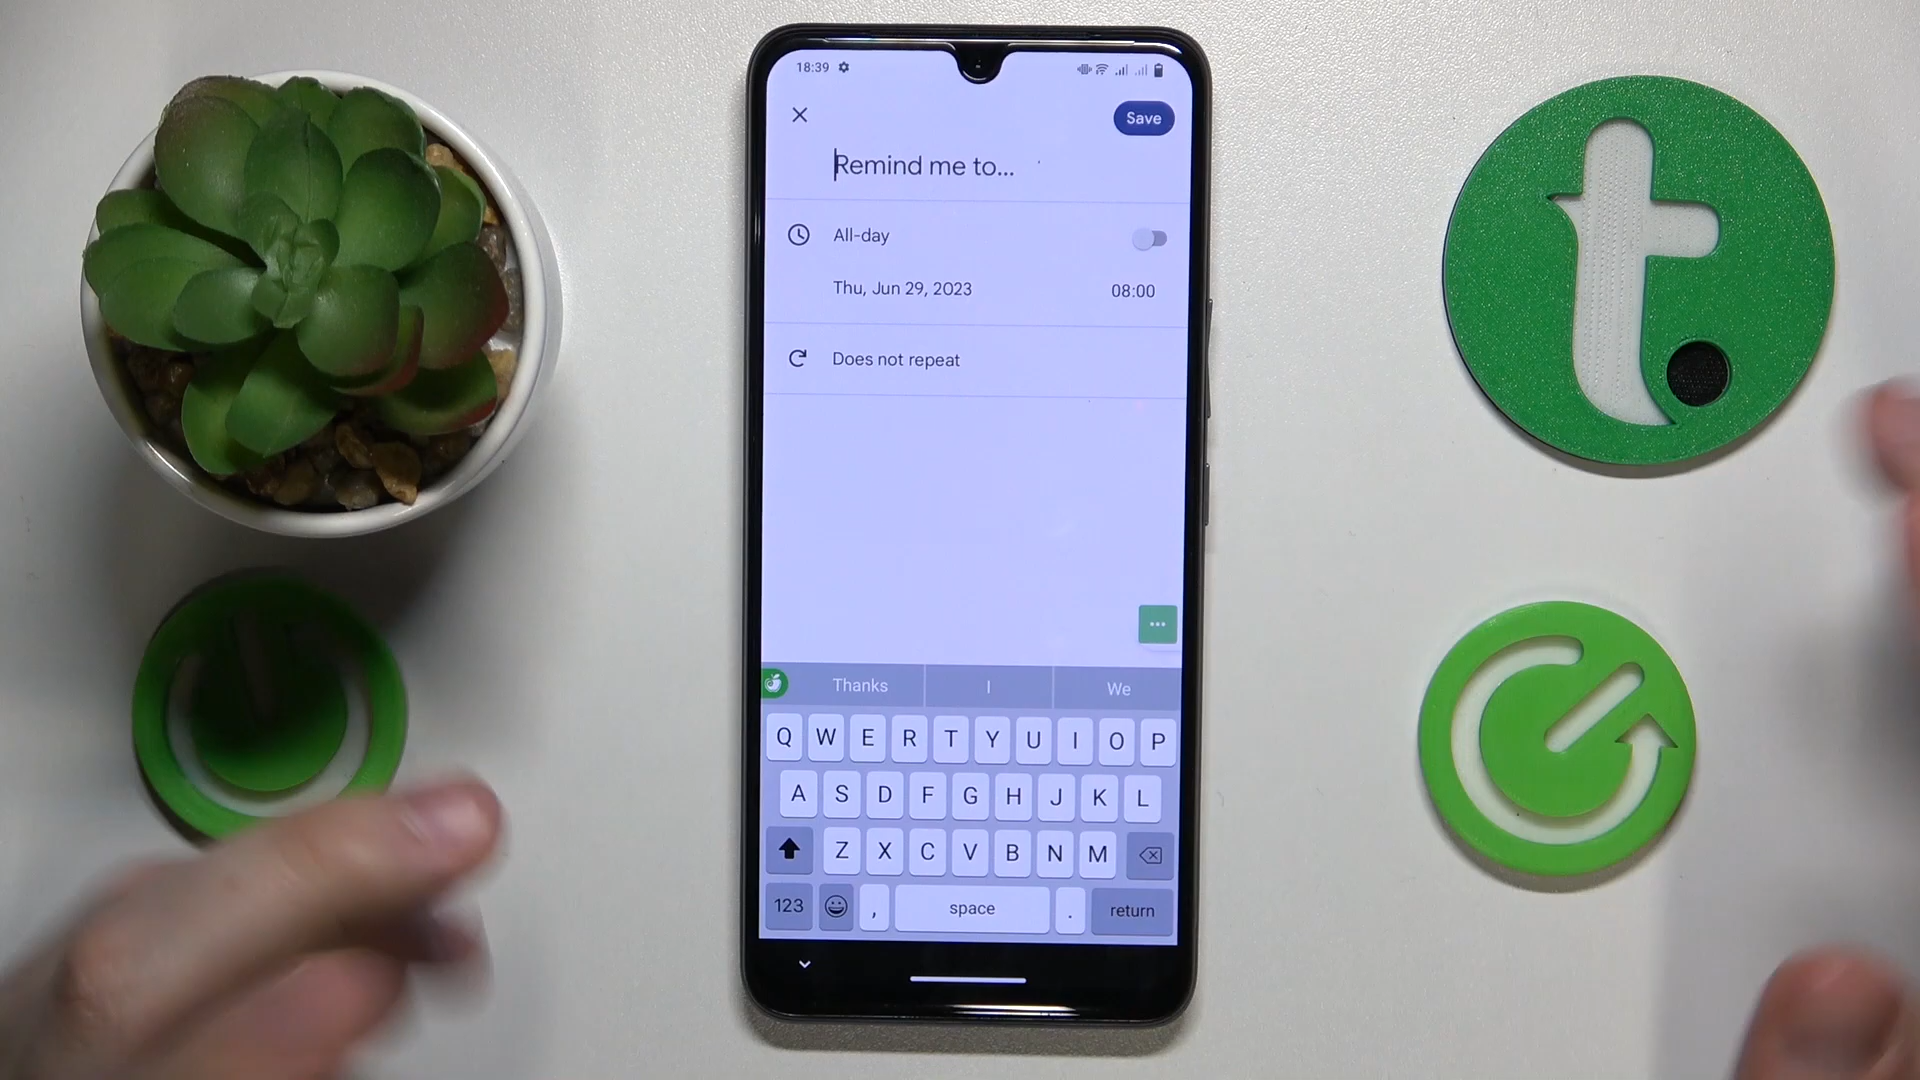 18:39
Save
Remind me to...
All-day
Thu, Jun 29, 2023 08:00
Does not repeat
Thanks I We
Q W E R T Y U I O P
A S D F G H J K L
Z X C V B N M
123 , space . return
t.